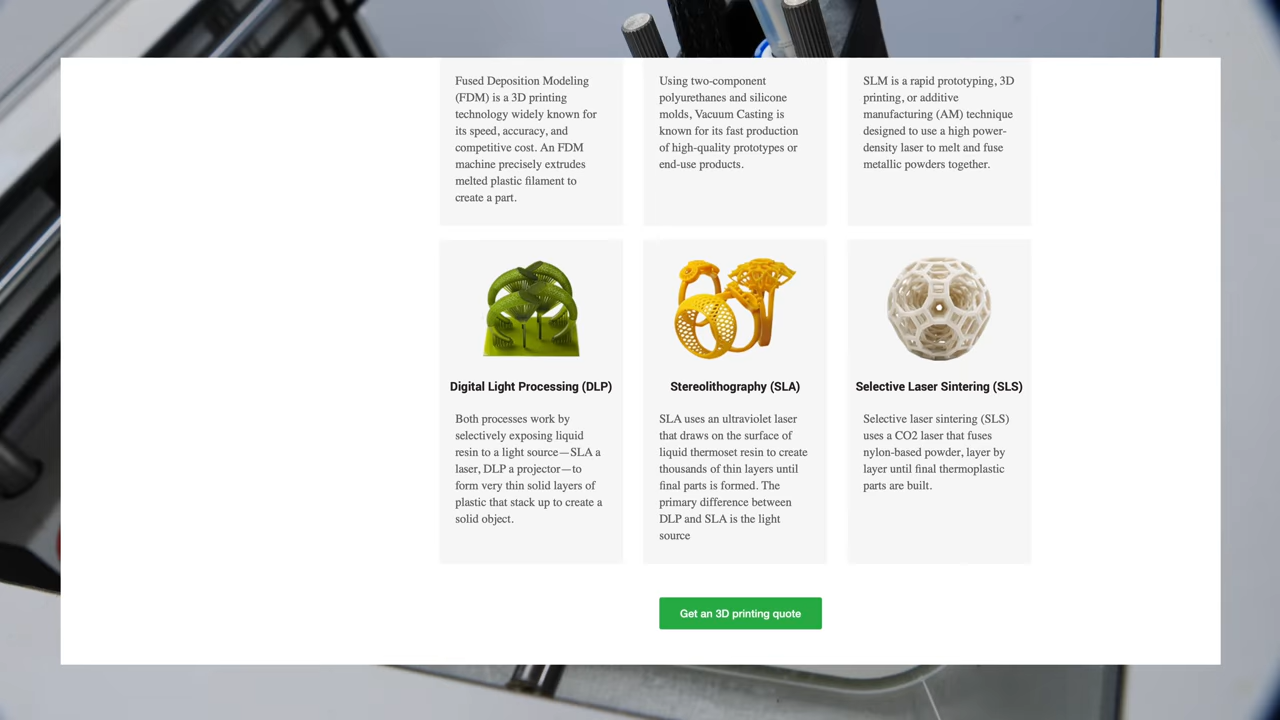 Fused Deposition Modeling
(FDM) is a 3D printing
technology widely known for
its speed, accuracy, and
competitive cost. An FDM
machine precisely extrudes
melted plastic filament to
create a part.
Using two-component
polyurethanes and silicone
molds, Vacuum Casting is
known for its fast production
of high-quality prototypes or
end-use products.
SLM is a rapid prototyping, 3D
printing, or additive
manufacturing (AM) technique
designed to use a high power-
density laser to melt and fuse
metallic powders together.
Digital Light Processing (DLP)
Both processes work by
selectively exposing liquid
resin to a light source—SLA a
laser, DLP a projector—to
form very thin solid layers of
plastic that stack up to create a
solid object.
Stereolithography (SLA)
SLA uses an ultraviolet laser
that draws on the surface of
liquid thermoset resin to create
thousands of thin layers until
final parts is formed. The
primary difference between
DLP and SLA is the light
source
Selective Laser Sintering (SLS)
Selective laser sintering (SLS)
uses a CO2 laser that fuses
nylon-based powder, layer by
layer until final thermoplastic
parts are built.
Get an 3D printing quote